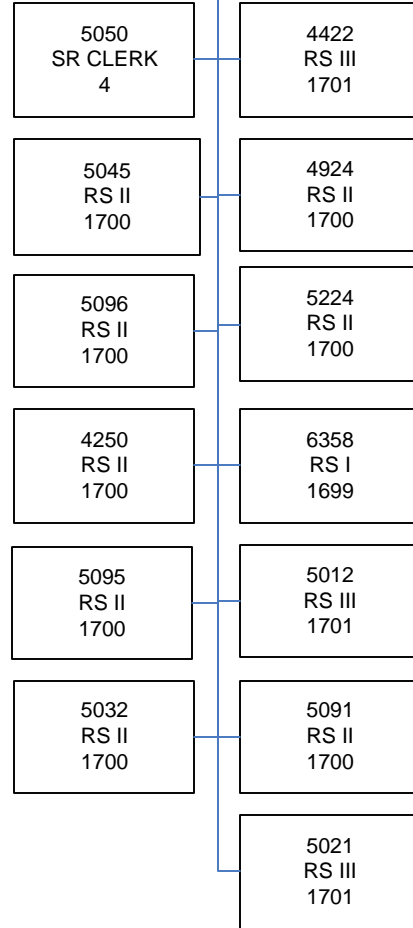 5050
SR CLERK
4
4422
RS III
1701
5045
RS II
1700
4924
RS II
1700
5096
RS II
1700
5224
RS II
1700
4250
RS II
1700
6358
RS I
1699
5095
RS II
1700
5012
RS III
1701
5032
RS II
1700
5091
RS II
1700
5021
RS III
1701